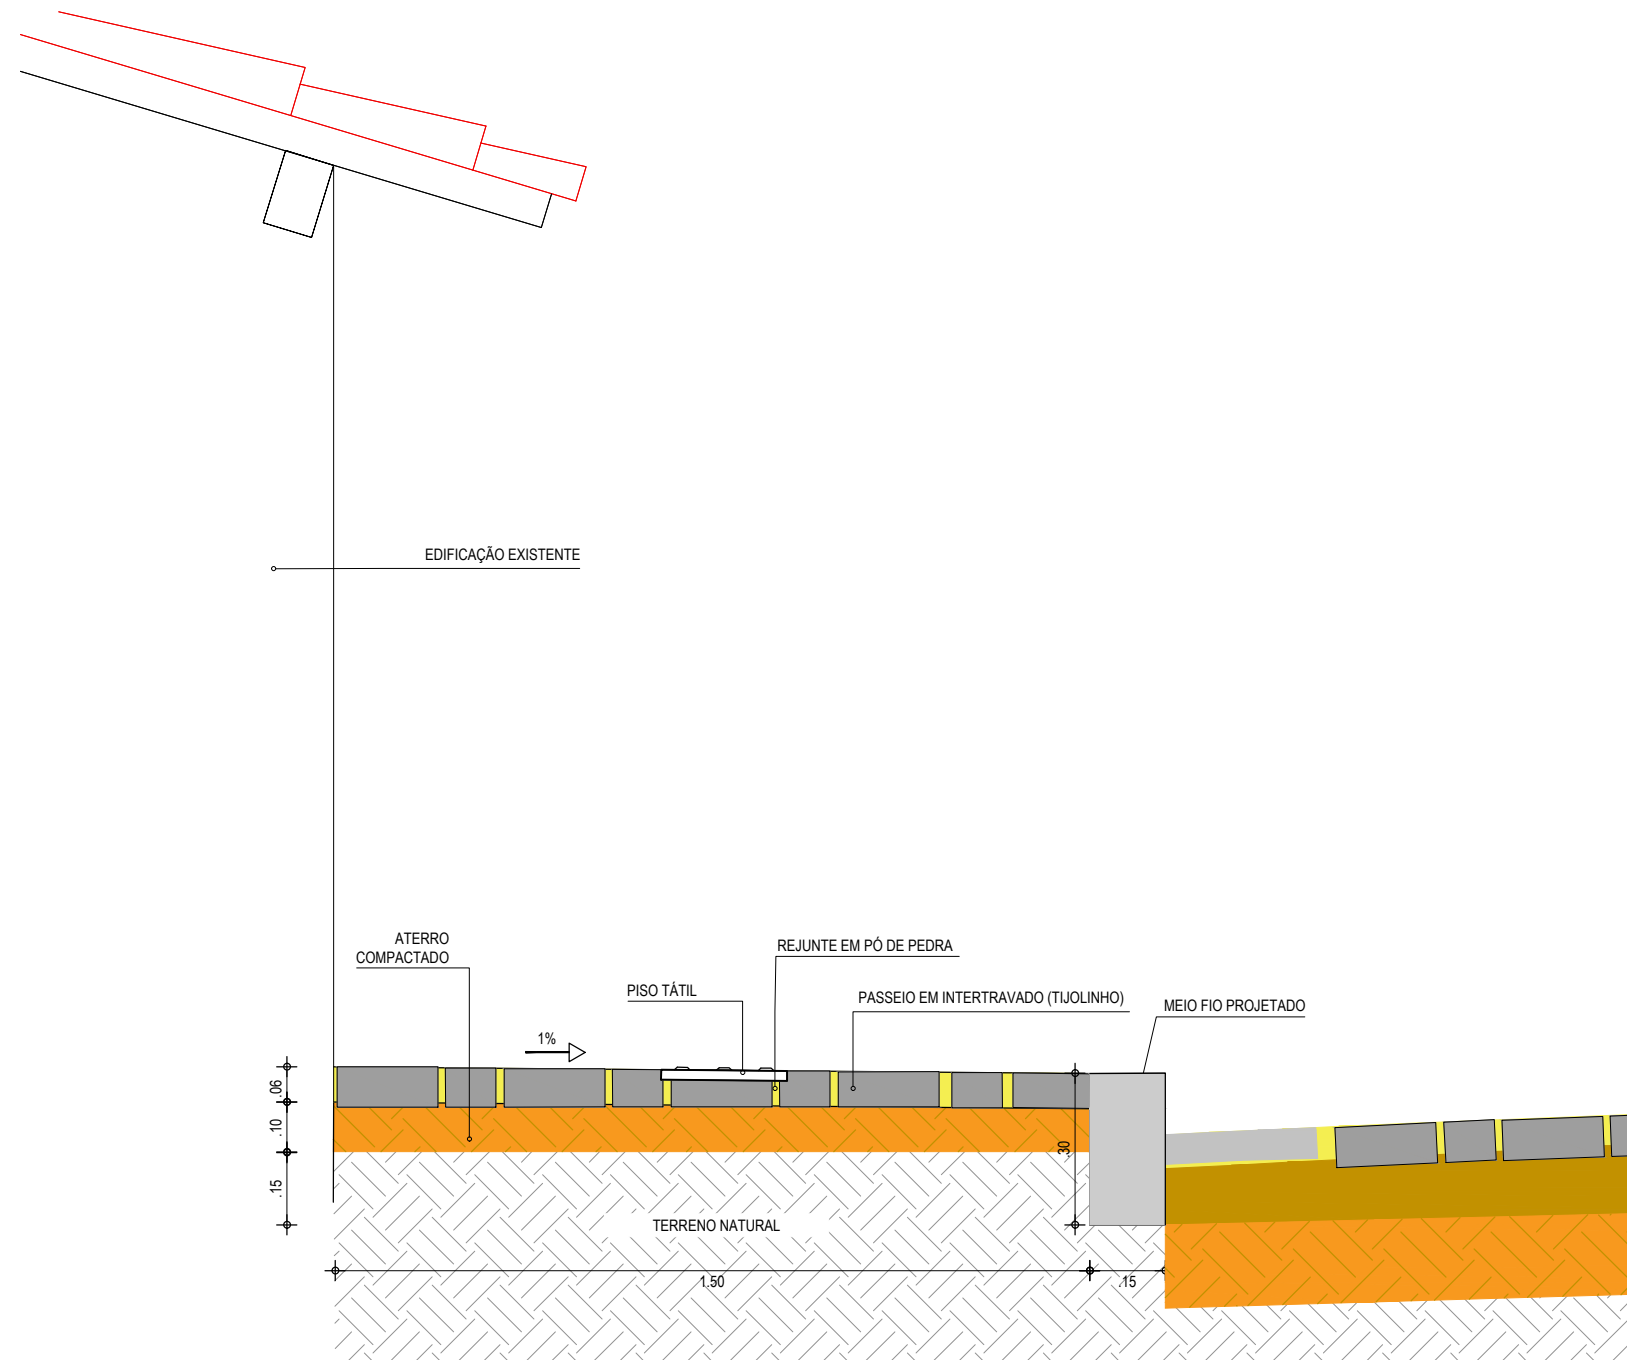 EDIFICAÇÃO EXISTENTE
ATERRO
COMPACTADO
REJUNTE EM PÓ DE PEDRA
PISO TÁTIL
PASSEIO EM INTERTRAVADO (TIJOLINHO)
MEIO FIO PROJETADO
1%
.06
.10
.15
.30
TERRENO NATURAL
1.50
.15